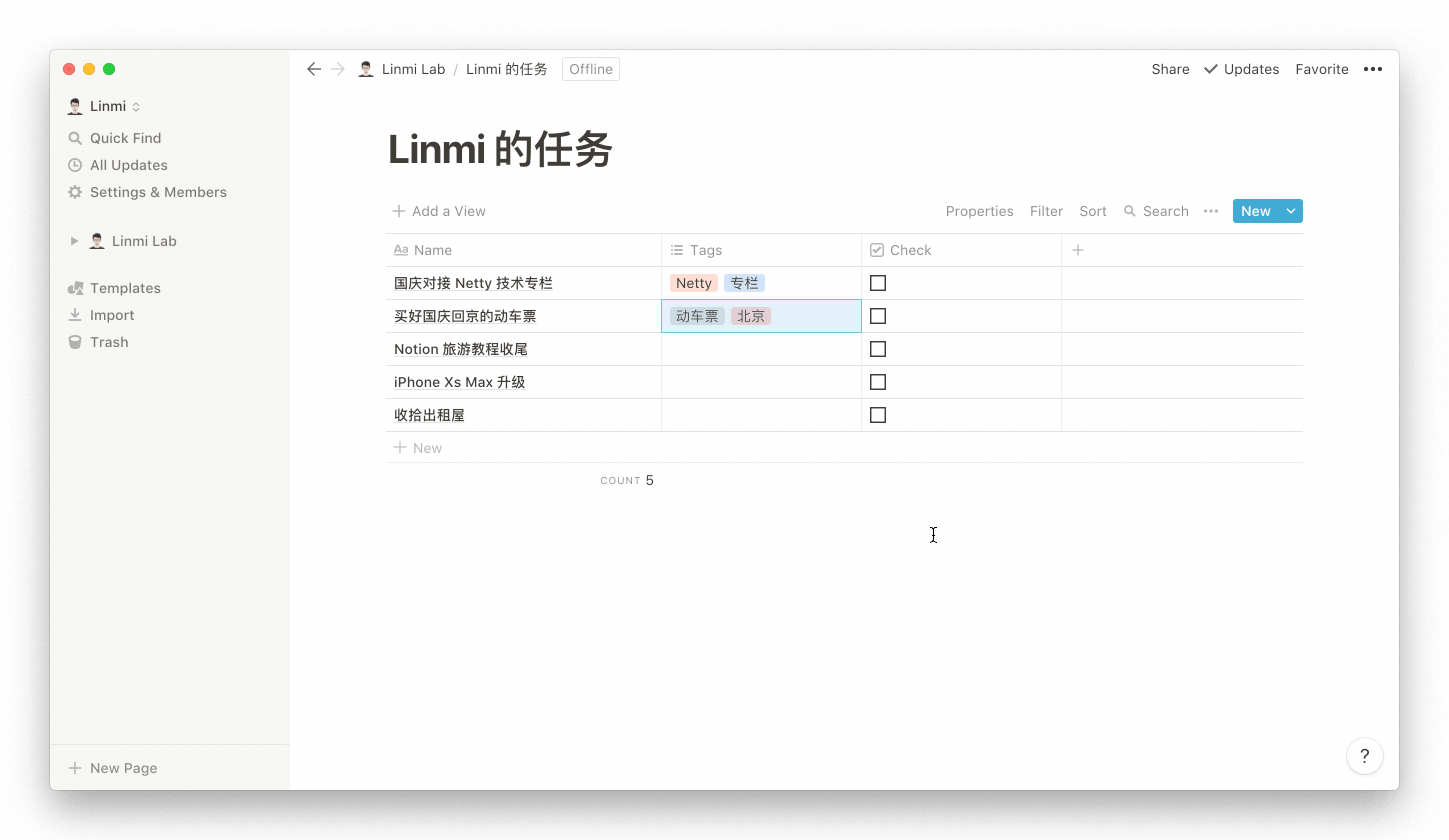 Linmi Lab / Linmi 的任务 Offline
Share Updates Favorite •••
Linmi
Quick Find
All Updates
Settings & Members
Linmi Lab
Templates
Import
Trash
New Page
Linmi 的任务
Add a View
Properties Filter Sort Search ••• New
Aa Name Tags Check
国庆对接 Netty 技术专栏 Netty 专栏
买好国庆回京的动车票 动车票 北京
Notion 旅游教程收尾
iPhone Xs Max 升级
收拾出租屋
New
COUNT 5
?